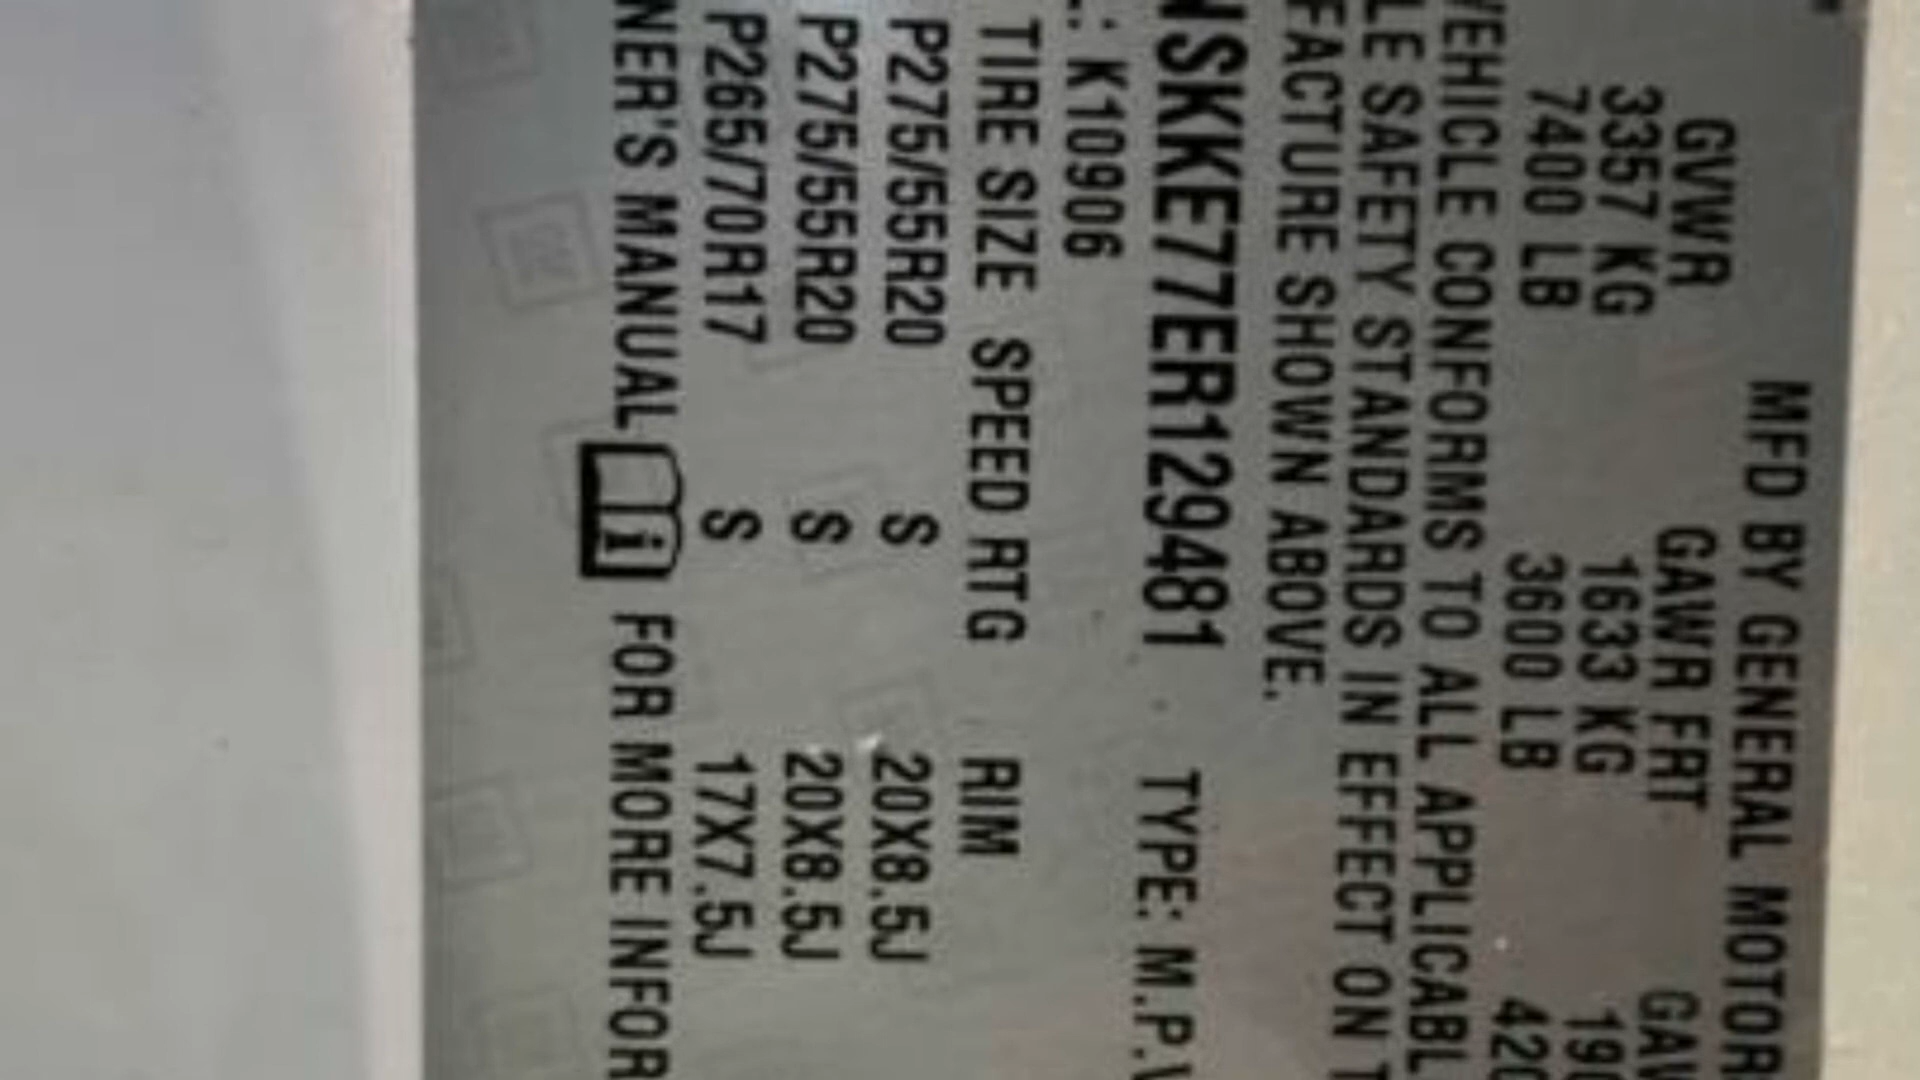 MFD BY GENERAL MOTOR
GVWR GAWR FRT GAW
3357 KG 1633 KG 190
7400 LB 3600 LB 420
VEHICLE CONFORMS TO ALL APPLICABL
LE SAFETY STANDARDS IN EFFECT ON T
FACTURE SHOWN ABOVE.
NSKKE77ER129481 TYPE: M.P.V
.: K10906
TIRE SIZE SPEED RTG RIM
P275/55R20 S 20X8.5J
P275/55R20 S 20X8.5J
P265/70R17 S 17X7.5J
NER'S MANUAL i FOR MORE INFOR